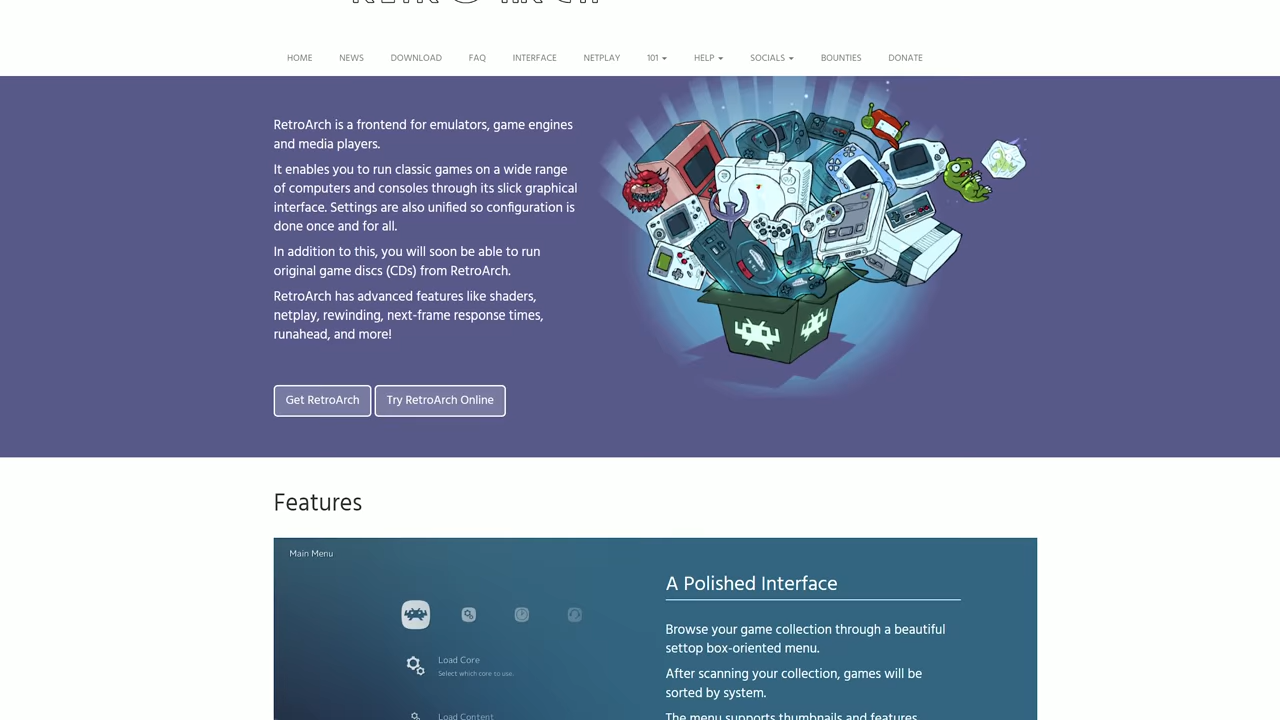 HOME NEWS DOWNLOAD FAQ INTERFACE NETPLAY 101 HELP SOCIALS BOUNTIES DONATE
RetroArch is a frontend for emulators, game engines
and media players.
It enables you to run classic games on a wide range
of computers and consoles through its slick graphical
interface. Settings are also unified so configuration is
done once and for all.
In addition to this, you will soon be able to run
original game discs (CDs) from RetroArch.
RetroArch has advanced features like shaders,
netplay, rewinding, next-frame response times,
runahead, and more!
Get RetroArch Try RetroArch Online
Features
Main Menu
Load Core
Select which core to use.
Load Content
A Polished Interface
Browse your game collection through a beautiful
settop box-oriented menu.
After scanning your collection, games will be
sorted by system.
The menu supports thumbnails and features